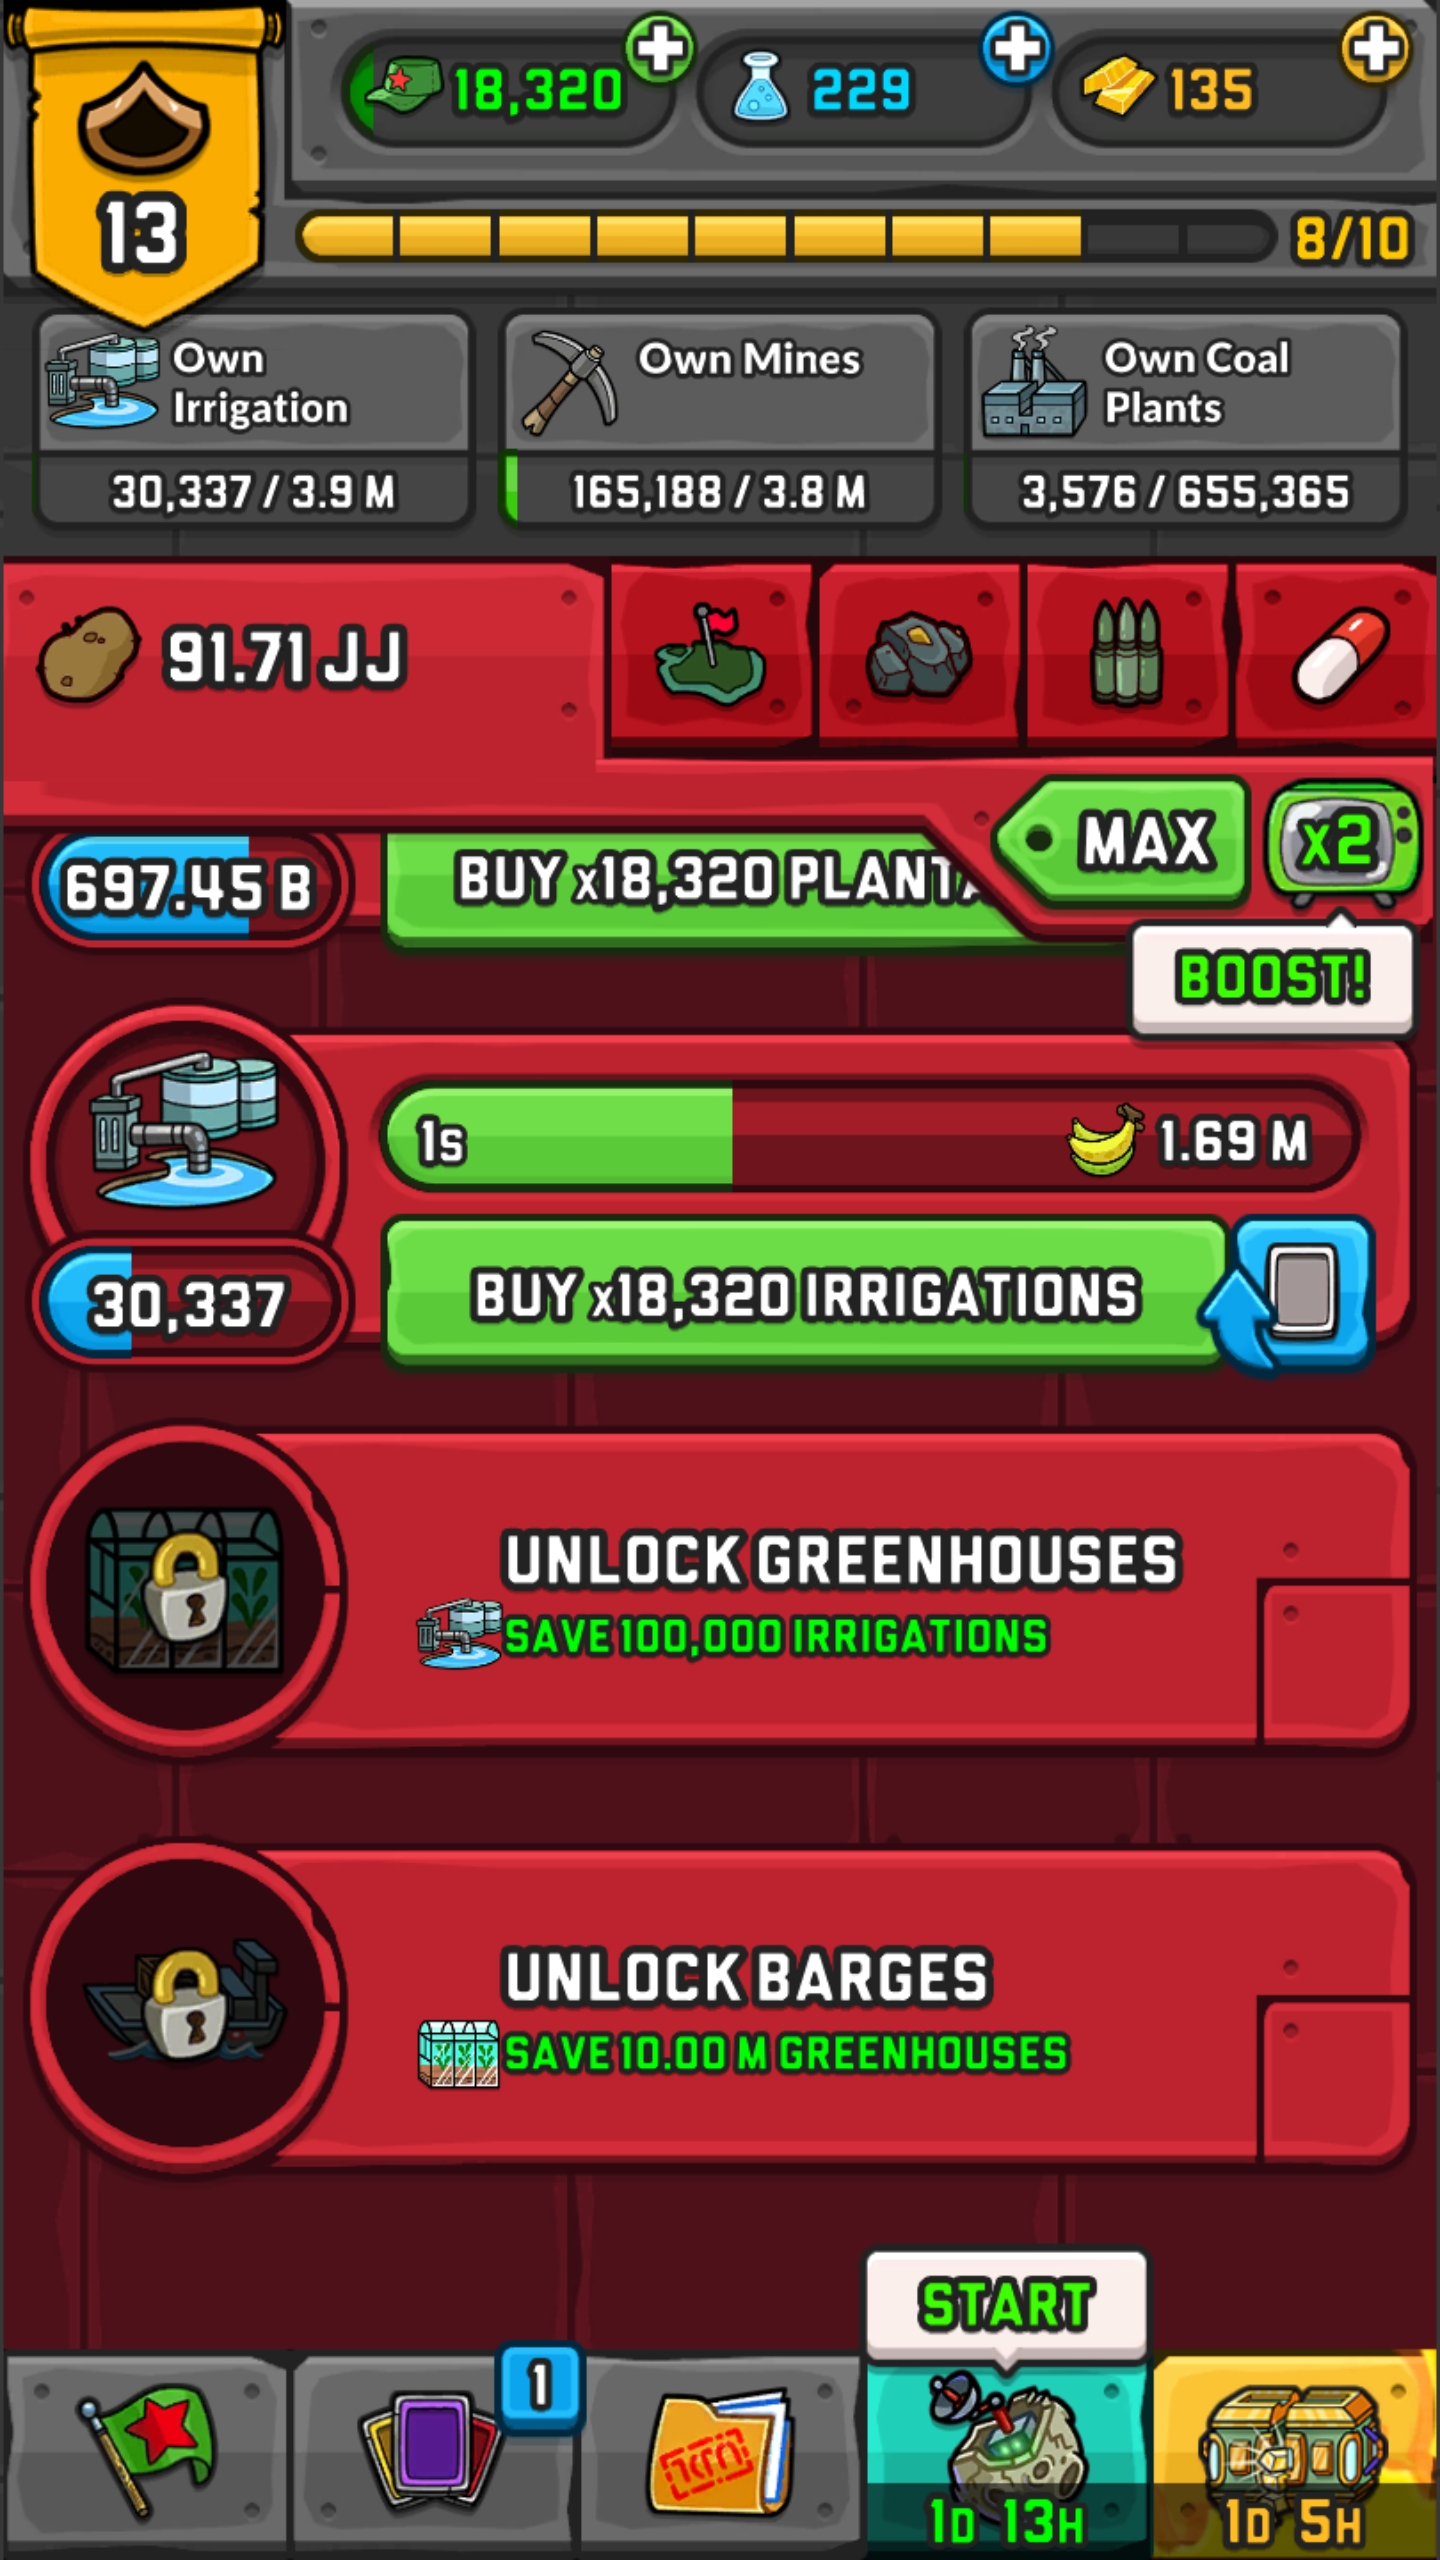 18,320
229
135
13
8/10
Own
Irrigation
30,337 / 3.9 M
Own Mines
165,188 / 3.8 M
Own Coal
Plants
3,576 / 655,365
91.71 JJ
MAX
x2
697.45 B
BUY x18,320
BOOST!
1s
1.69 M
30,337
BUY x18,320 IRRIGATIONS
UNLOCK GREENHOUSES
SAVE 100,000 IRRIGATIONS
UNLOCK BARGES
SAVE 10.00 M GREENHOUSES
START
1
1D 13H
1D 5H